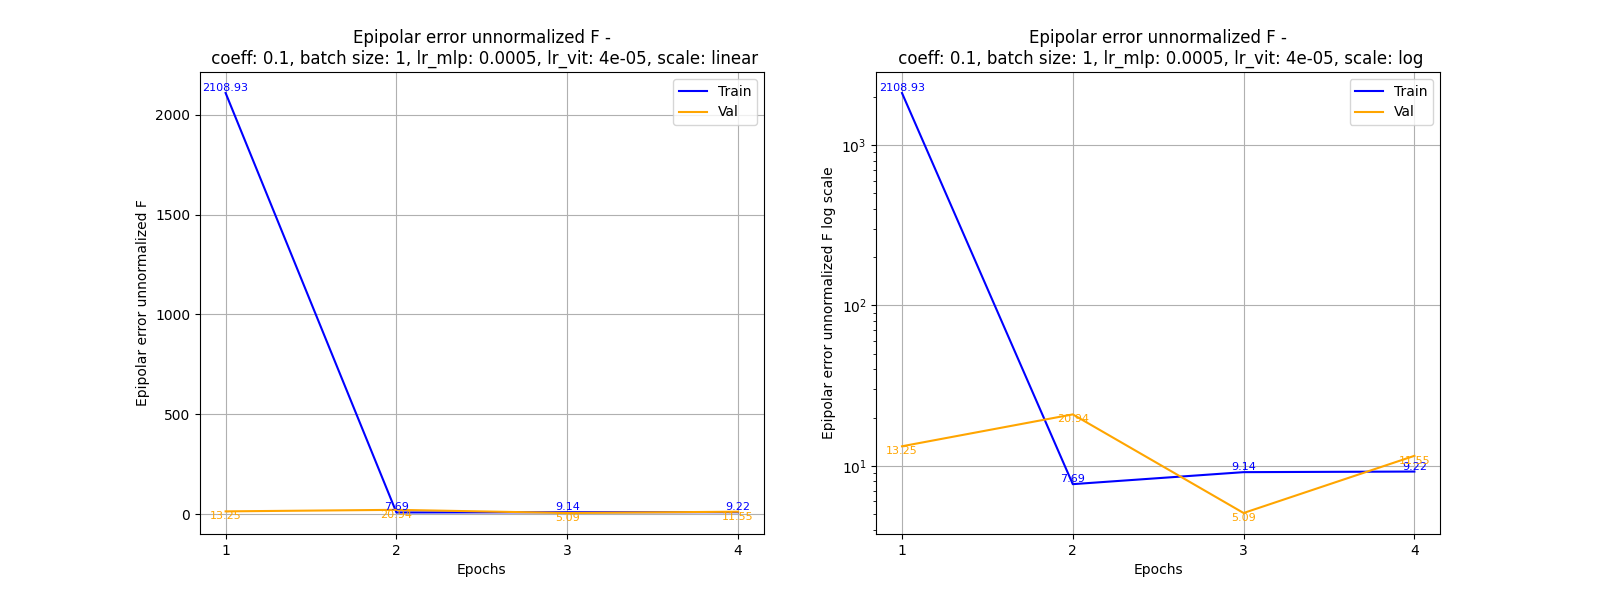 Epipolar error unnormalized F -
coeff: 0.1, batch size: 1, lr_mlp: 0.0005, lr_vit: 4e-05, scale: linear
Epipolar error unnormalized F
2000
1500
1000
500
0
2108.93
7.69
9.14
9.22
13.25
20.94
5.09
11.55
Train
Val
1
2
3
4
Epochs
Epipolar error unnormalized F -
coeff: 0.1, batch size: 1, lr_mlp: 0.0005, lr_vit: 4e-05, scale: log
Epipolar error unnormalized F log scale
10³
10²
10¹
2108.93
7.69
9.14
9.22
13.25
20.94
5.09
11.55
Train
Val
1
2
3
4
Epochs